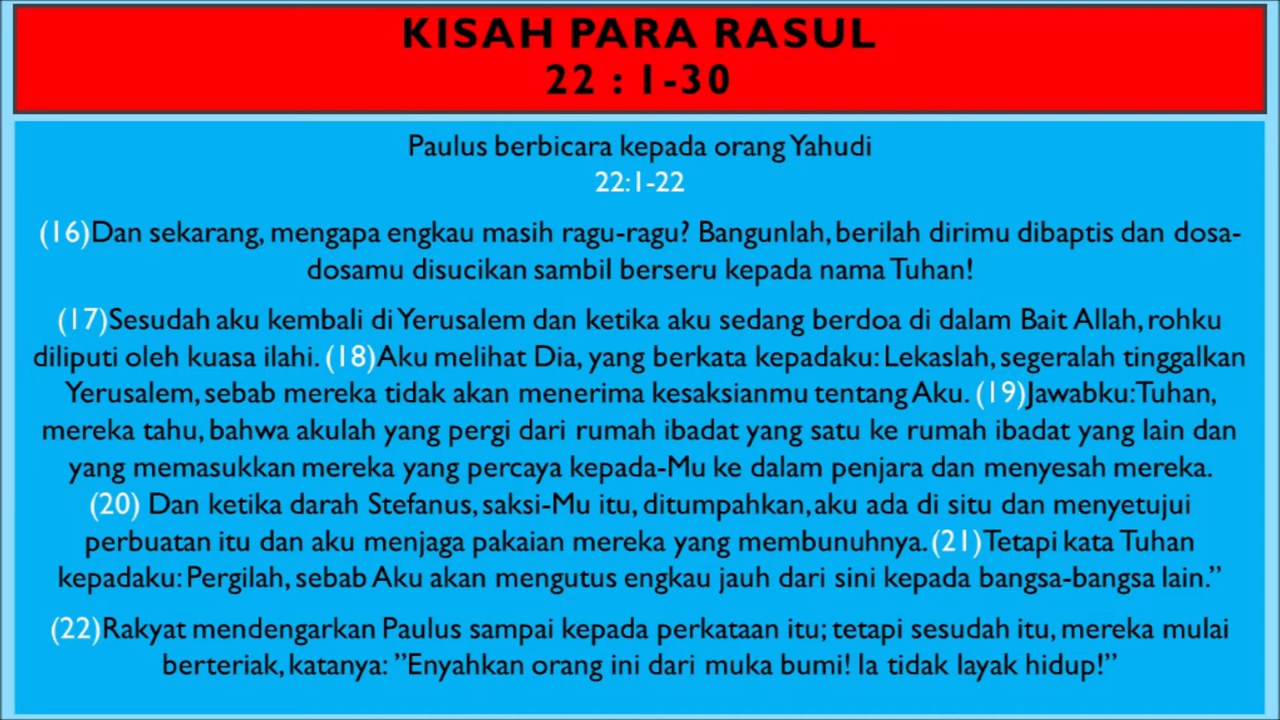 KISAH PARA RASUL
22 : 1-30
Paulus berbicara kepada orang Yahudi
22:1-22
(16)Dan sekarang, mengapa engkau masih ragu-ragu? Bangunlah, berilah dirimu dibaptis dan dosa-
dosamu disucikan sambil berseru kepada nama Tuhan!
(17)Sesudah aku kembali di Yerusalem dan ketika aku sedang berdoa di dalam Bait Allah, rohku
diliputi oleh kuasa ilahi. (18)Aku melihat Dia, yang berkata kepadaku: Lekaslah, segeralah tinggalkan
Yerusalem, sebab mereka tidak akan menerima kesaksianmu tentang Aku. (19)Jawabku: Tuhan,
mereka tahu, bahwa akulah yang pergi dari rumah ibadat yang satu ke rumah ibadat yang lain dan
yang memasukkan mereka yang percaya kepada-Mu ke dalam penjara dan menyesah mereka.
(20) Dan ketika darah Stefanus, saksi-Mu itu, ditumpahkan, aku ada di situ dan menyetujui
perbuatan itu dan aku menjaga pakaian mereka yang membunuhnya. (21)Tetapi kata Tuhan
kepadaku: Pergilah, sebab Aku akan mengutus engkau jauh dari sini kepada bangsa-bangsa lain.”
(22)Rakyat mendengarkan Paulus sampai kepada perkataan itu; tetapi sesudah itu, mereka mulai
berteriak, katanya: ”Enyahkan orang ini dari muka bumi! Ia tidak layak hidup!”